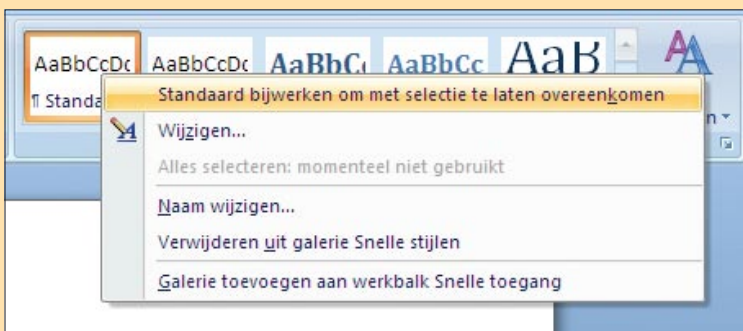 AaBbCcDc AaBbCcDc AaBbC AaBbCc AaB A
¶ Standa
Standaard bijwerken om met selectie te laten overeenkomen
n
Wijzigen...
Alles selecteren: momenteel niet gebruikt
Naam wijzigen...
Verwijderen uit galerie Snelle stijlen
Galerie toevoegen aan werkbalk Snelle toegang